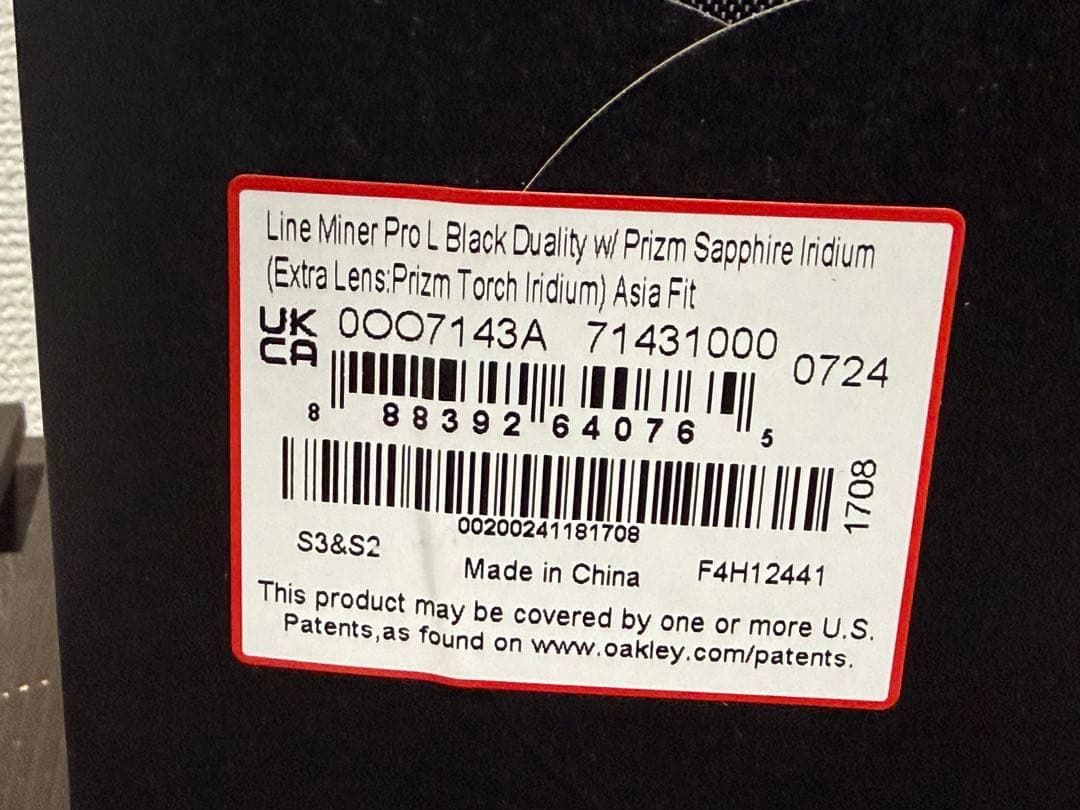 Line Miner Pro L Black Duality w/ Prizm Sapphire Iridium
(Extra Lens:Prizm Torch Iridium) Asia Fit
UK
CA
0OO7143A 71431000 0724
8 88392 64076 5
1708
00200241181708
S3&S2
Made in China F4H12441
This product may be covered by one or more U.S.
Patents,as found on www.oakley.com/patents.